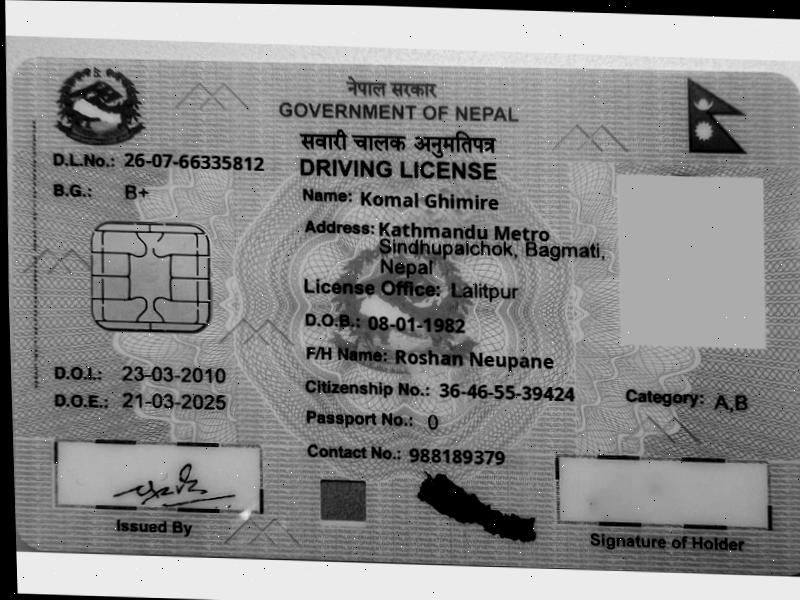 नेपाल सरकार
GOVERNMENT OF NEPAL
सवारी चालक अनुमतिपत्र
DRIVING LICENSE
D.L.No.: 26-07-66335812
B.G.: B+
Name: Komal Ghimire
Address: Kathmandu Metro
Sindhupalchok, Bagmati,
Nepal
License Office: Lalitpur
D.O.B.: 08-01-1982
F/H Name: Roshan Neupane
D.O.I.: 23-03-2010
D.O.E.: 21-03-2025
Citizenship No.: 36-46-55-39424
Category: A,B
Passport No.: 0
Contact No.: 988189379
Issued By
Signature of Holder